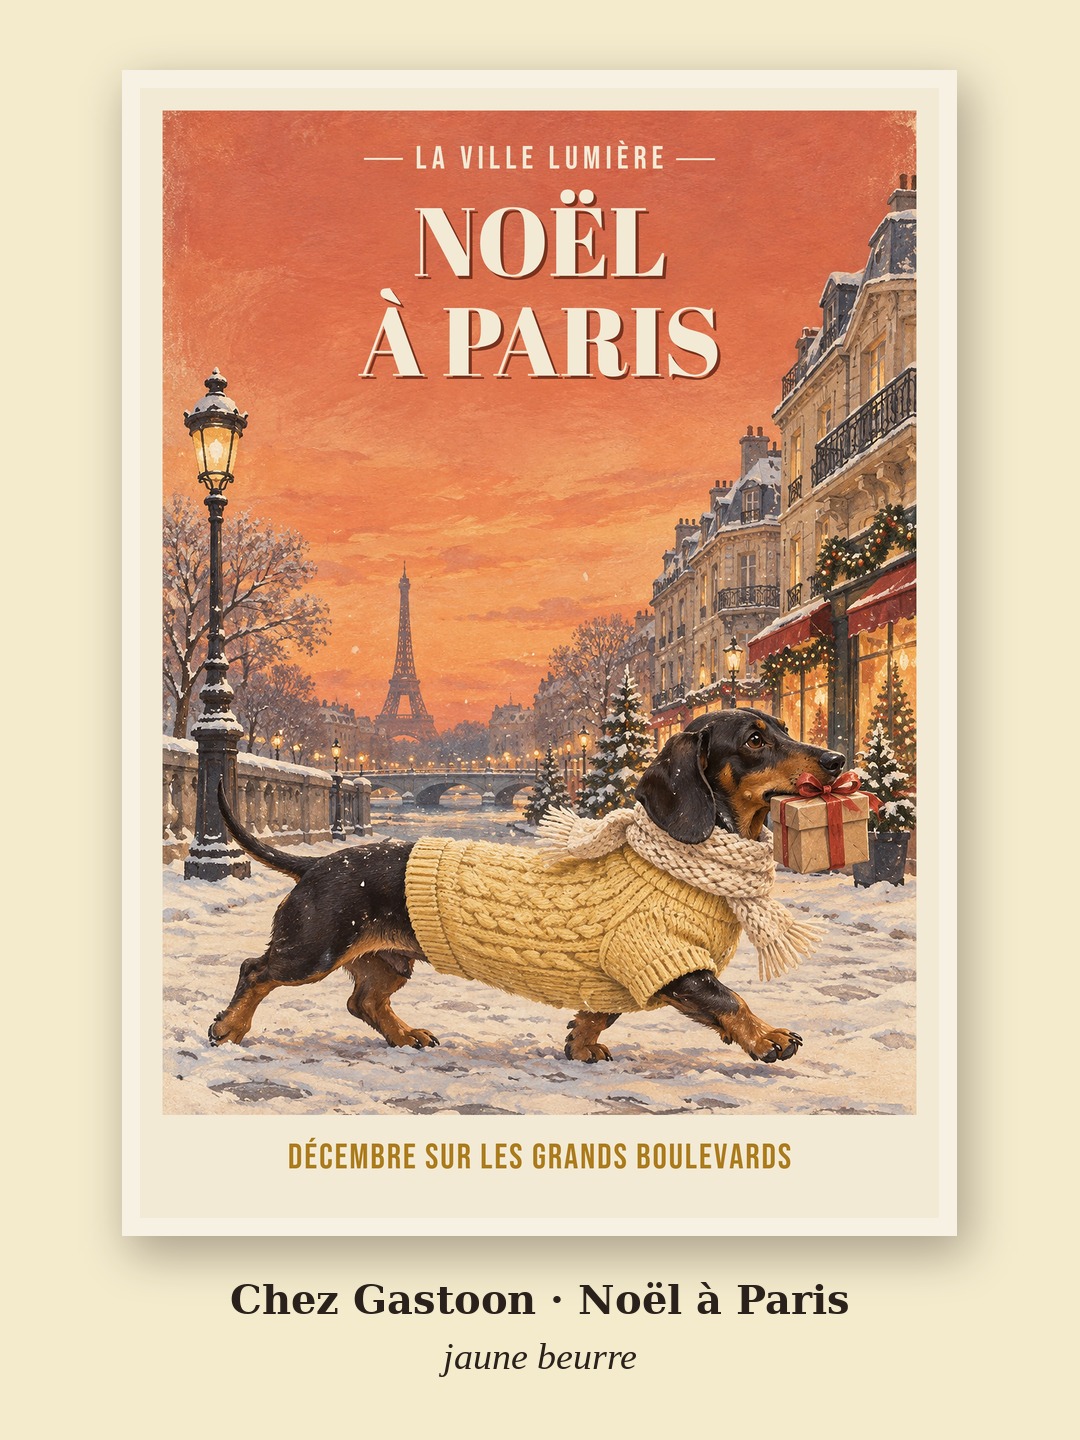 LA VILLE LUMIÈRE
NOËL
À PARIS
DÉCEMBRE SUR LES GRANDS BOULEVARDS
Chez Gastoon · Noël à Paris
jaune beurre